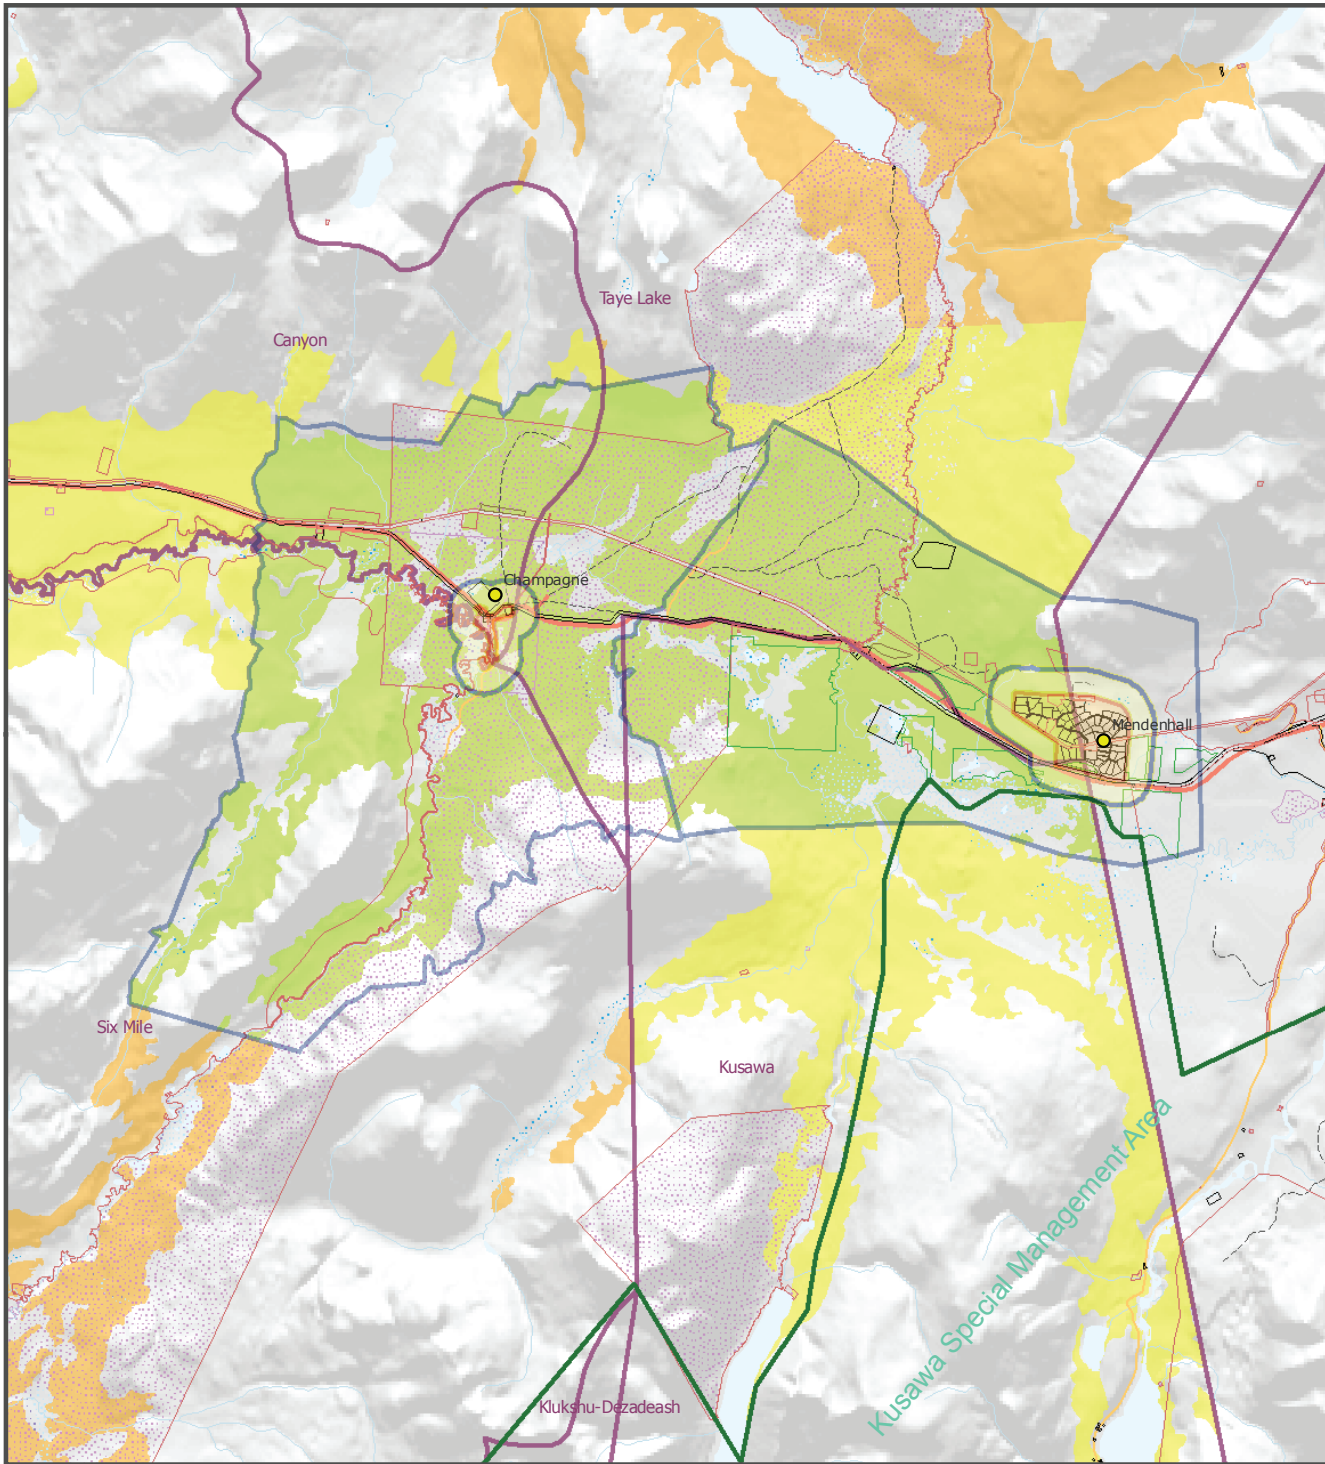 Taye Lake
Canyon
Champagne
Mendenhall
Six Mile
Kusawa
Kusawa Special Management Area
Klukshu-Dezadeash